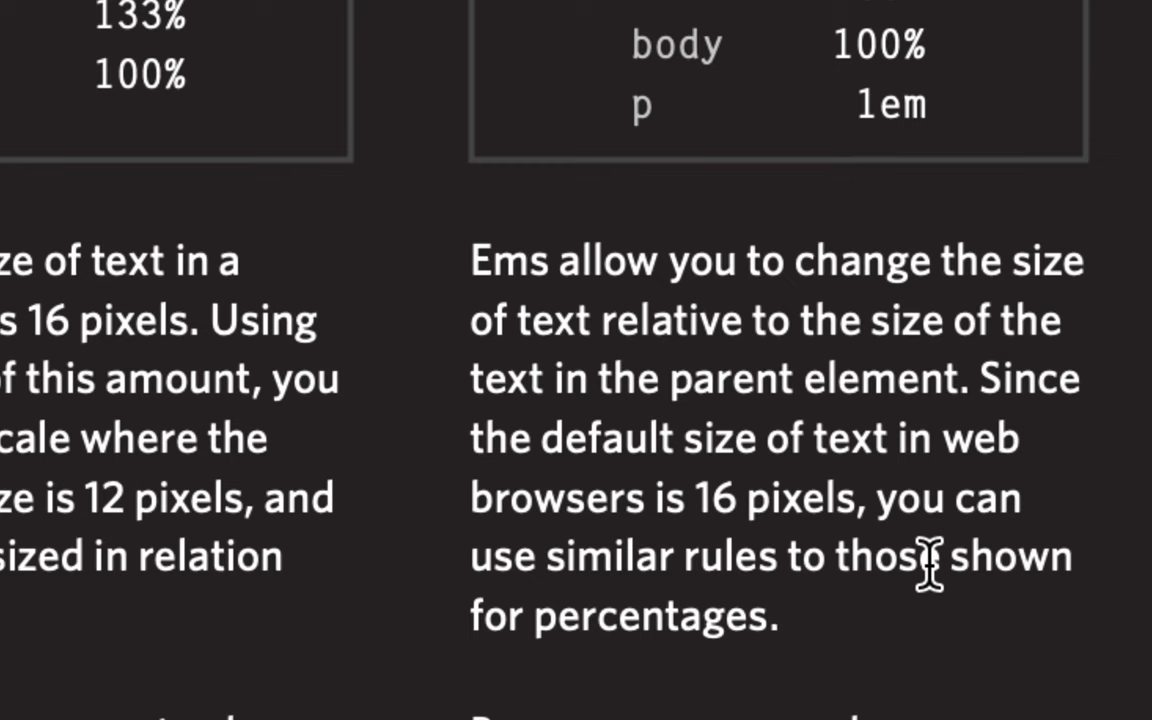 133%
100%
body 100%
p 1em
ze of text in a
s 16 pixels. Using
of this amount, you
cale where the
ze is 12 pixels, and
sized in relation
Ems allow you to change the size
of text relative to the size of the
text in the parent element. Since
the default size of text in web
browsers is 16 pixels, you can
use similar rules to those shown
for percentages.